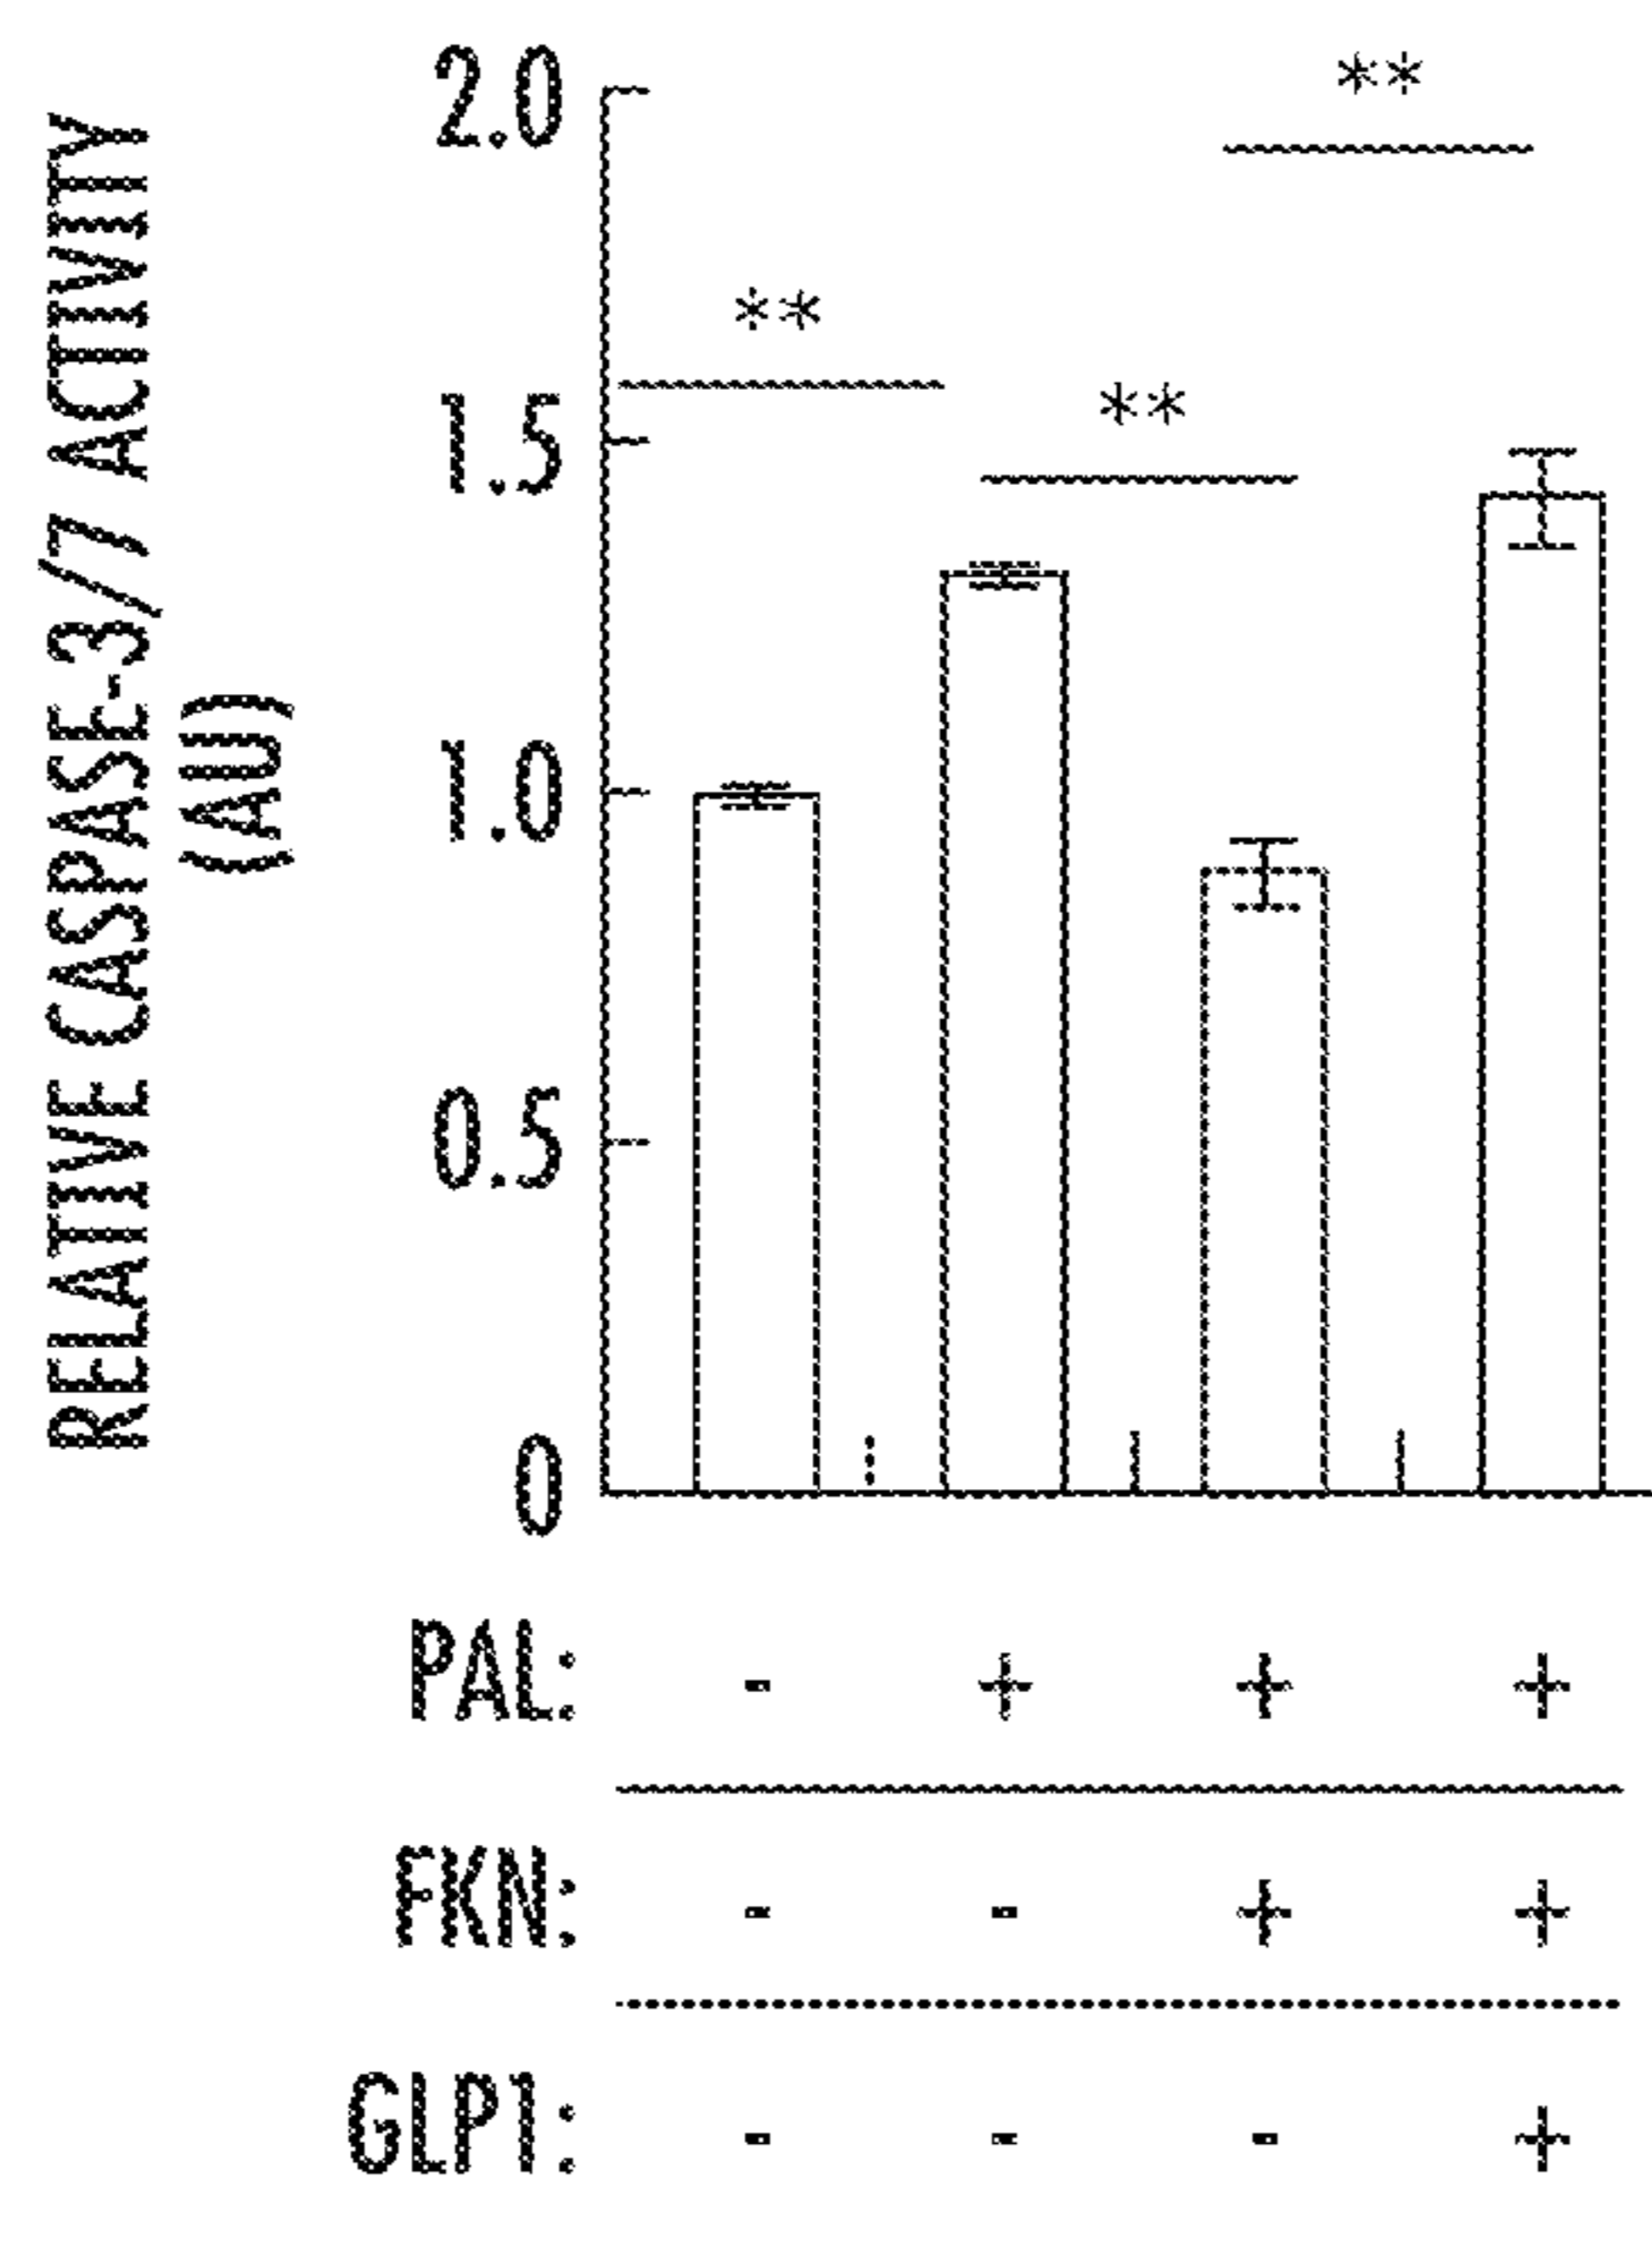 RELATIVE CASPASE-3/7 ACTIVITY
(AU)
2.0
1.5
1.0
0.5
0
**
**
**
PAL: - + + +
FKN: - - + +
GLP1: - - - +